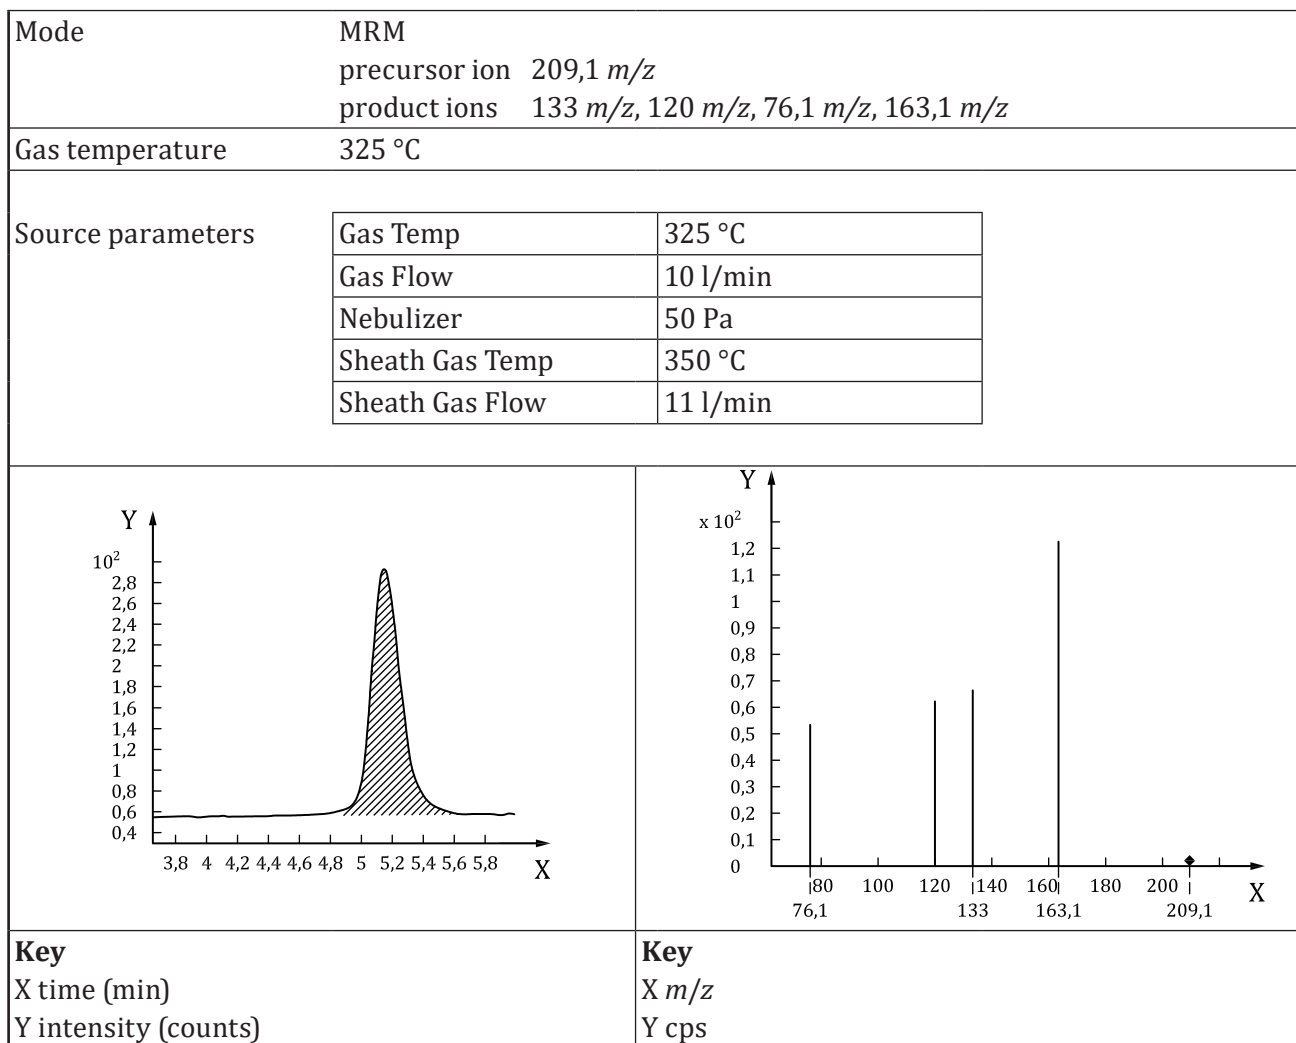 Mode MRM
precursor ion 209,1 m/z
product ions 133 m/z, 120 m/z, 76,1 m/z, 163,1 m/z
Gas temperature 325 °C
Source parameters
Gas Temp 325 °C
Gas Flow 10 l/min
Nebulizer 50 Pa
Sheath Gas Temp 350 °C
Sheath Gas Flow 11 l/min
Y
10²
2,8
2,6
2,4
2,2
2
1,8
1,6
1,4
1,2
1
0,8
0,6
0,4
3,8 4 4,2 4,4 4,6 4,8 5 5,2 5,4 5,6 5,8
X
Y
x 10²
1,2
1,1
1
0,9
0,8
0,7
0,6
0,5
0,4
0,3
0,2
0,1
0
80 100 120 140 160 180 200
X
76,1 133 163,1 209,1
Key
X time (min)
Y intensity (counts)
Key
X m/z
Y cps